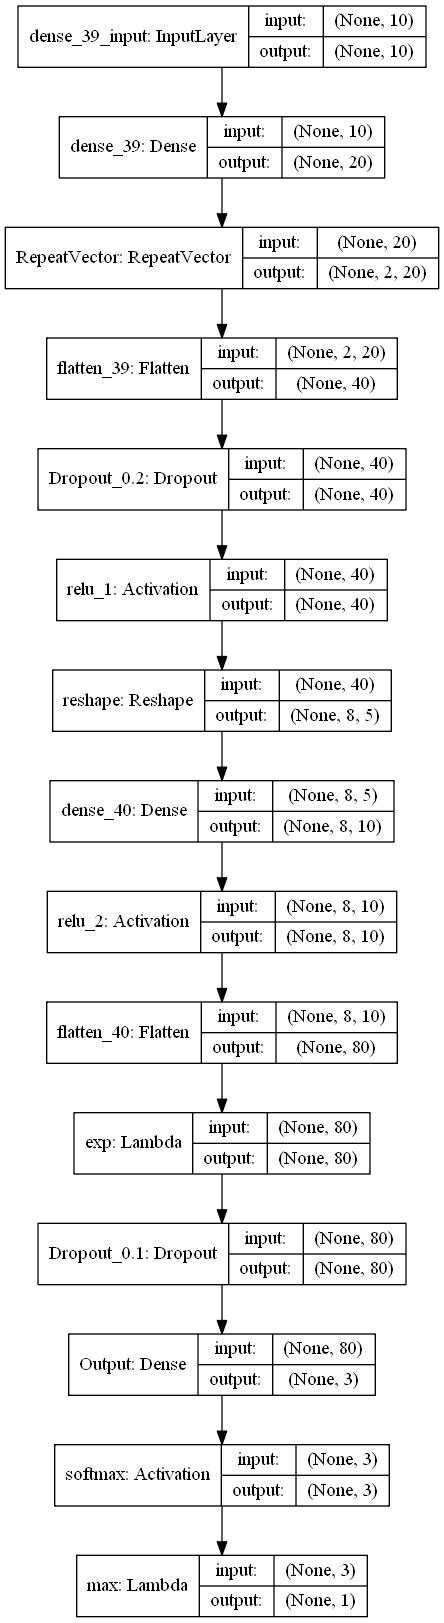 dense_39_input: InputLayer
input: (None, 10)
output: (None, 10)
dense_39: Dense
input: (None, 10)
output: (None, 20)
RepeatVector: RepeatVector
input: (None, 20)
output: (None, 2, 20)
flatten_39: Flatten
input: (None, 2, 20)
output: (None, 40)
Dropout_0.2: Dropout
input: (None, 40)
output: (None, 40)
relu_1: Activation
input: (None, 40)
output: (None, 40)
reshape: Reshape
input: (None, 40)
output: (None, 8, 5)
dense_40: Dense
input: (None, 8, 5)
output: (None, 8, 10)
relu_2: Activation
input: (None, 8, 10)
output: (None, 8, 10)
flatten_40: Flatten
input: (None, 8, 10)
output: (None, 80)
exp: Lambda
input: (None, 80)
output: (None, 80)
Dropout_0.1: Dropout
input: (None, 80)
output: (None, 80)
Output: Dense
input: (None, 80)
output: (None, 3)
softmax: Activation
input: (None, 3)
output: (None, 3)
max: Lambda
input: (None, 3)
output: (None, 1)